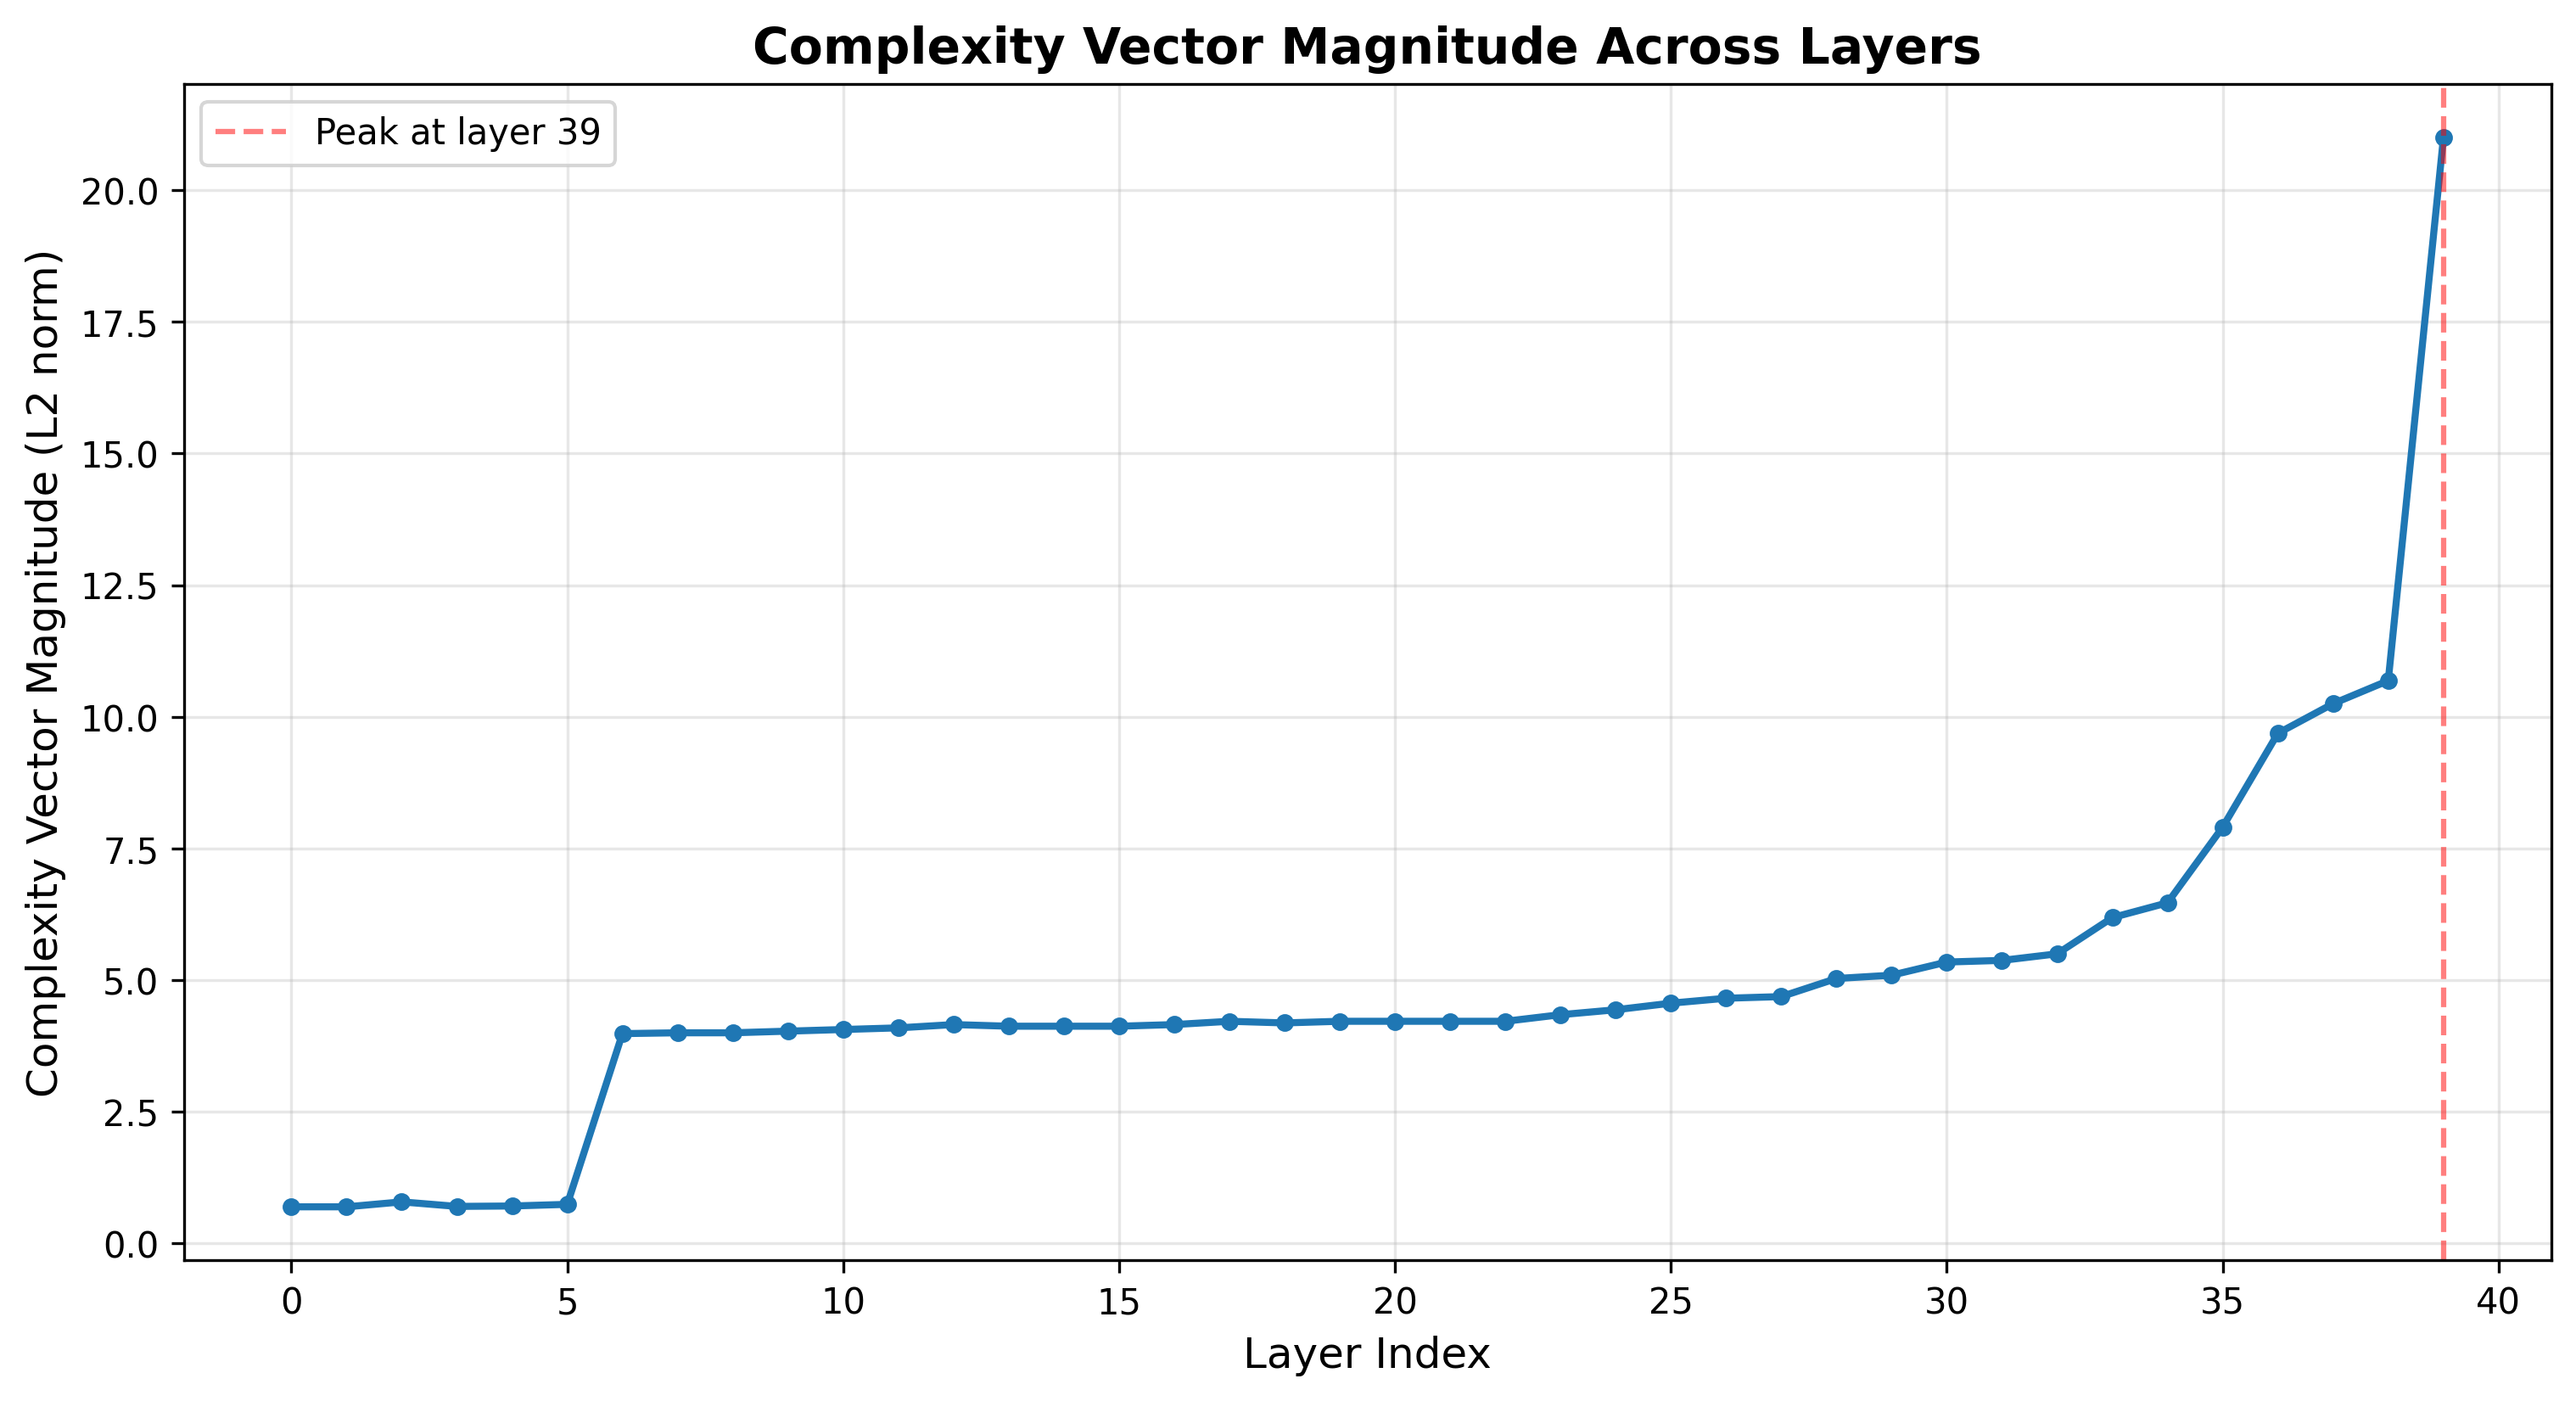 Complexity Vector Magnitude Across Layers
Peak at layer 39
Complexity Vector Magnitude (L2 norm)
20.0
17.5
15.0
12.5
10.0
7.5
5.0
2.5
0.0
0 5 10 15 20 25 30 35 40
Layer Index